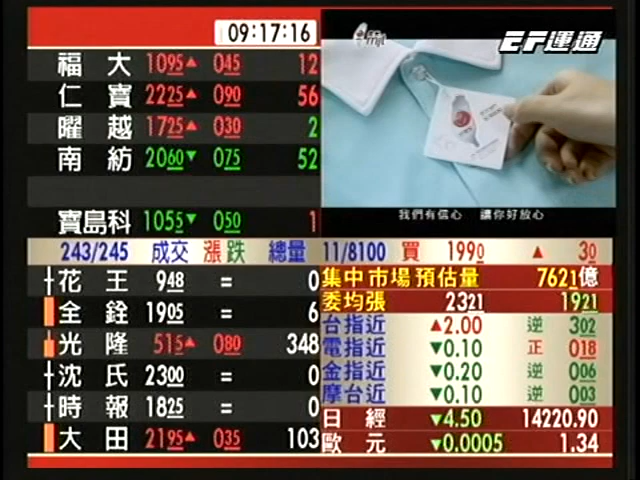 09:17:16
EF運通
福大 1095▲ 045 12
仁寶 2225▲ 090 56
曜越 1725▲ 030 2
南紡 2060▼ 075 52
寶島科 1055▼ 050 1
我們有信心 讓你好放心
243/245 成交 漲跌 總量
11/8100 買 1990 ▲ 30
花王 948 = 0
全銓 1905 = 6
光隆 515▲ 080 348
沈氏 2300 = 0
時報 1825 = 0
大田 2195▲ 035 103
集中市場預估量 7621億
委均張 2321 1921
台指近 ▲2.00 逆 302
電指近 ▼0.10 正 018
金指近 ▼0.20 逆 006
摩台近 ▼0.10 逆 003
日經 ▼4.50 14220.90
歐元 ▼0.0005 1.34